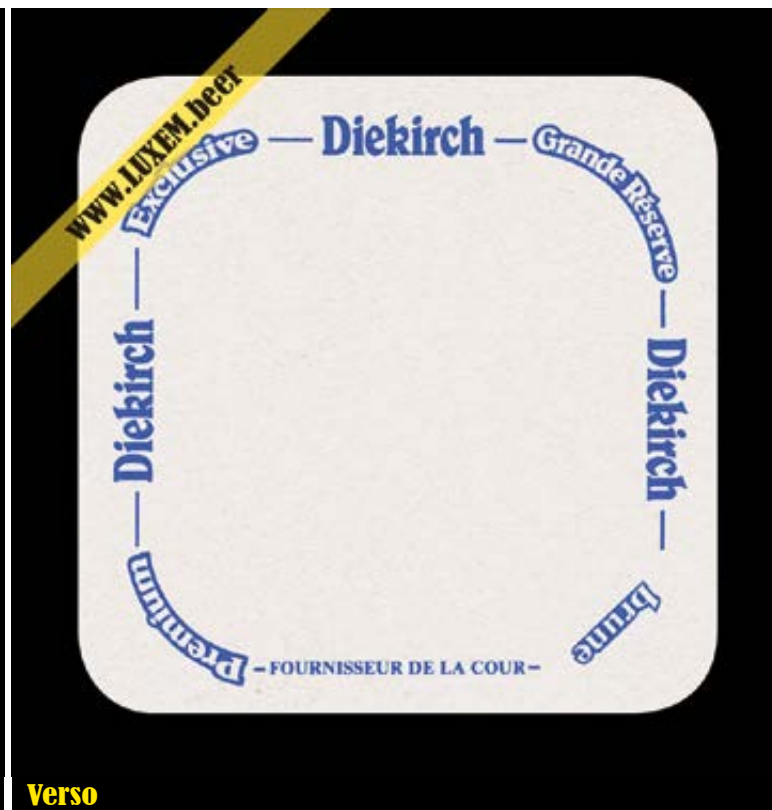 www.LUXEM.beer
Exclusive
Diekirch
Grande Réserve
Diekirch
brune
FOURNISSEUR DE LA COUR
Premium
Diekirch
Verso